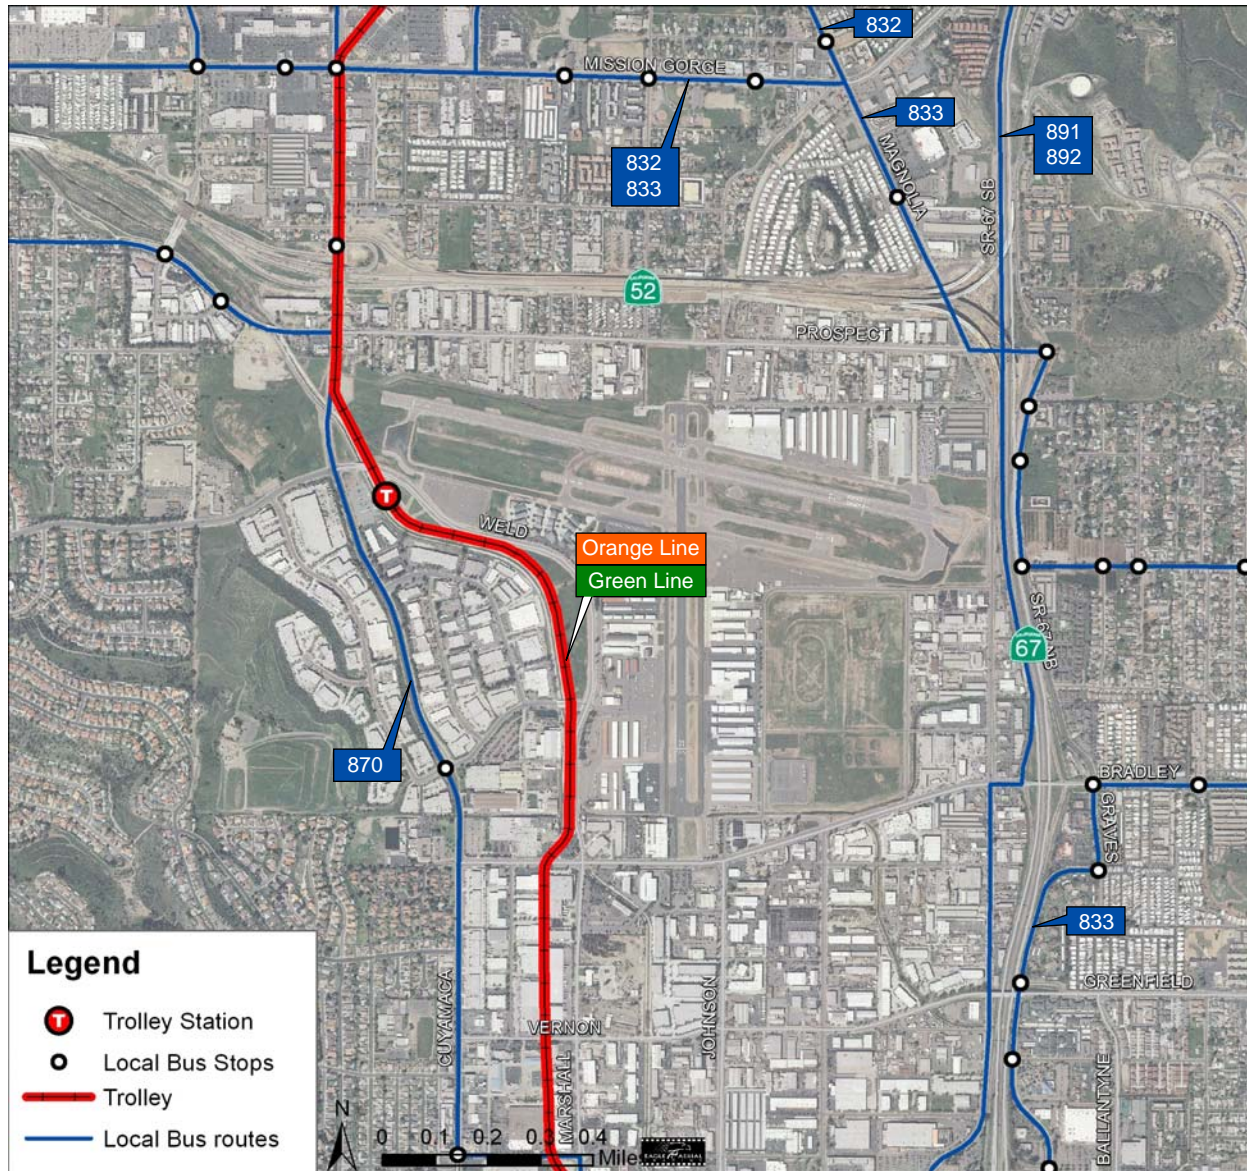 832
MISSION GORGE
833
891
892
832
833
MAGNOLIA
SR-67 SB
52
PROSPECT
T
WELD
Orange Line
Green Line
SR-67 NB
67
870
BRADLEY
GRAVES
833
GREENFIELD
CUYAMACA
VERNON
MARSHALL
JOHNSON
BALLANTYNE
Legend
T Trolley Station
Local Bus Stops
Trolley
Local Bus routes
N
0 0.1 0.2 0.3 0.4
Miles
EAGLE AERIAL